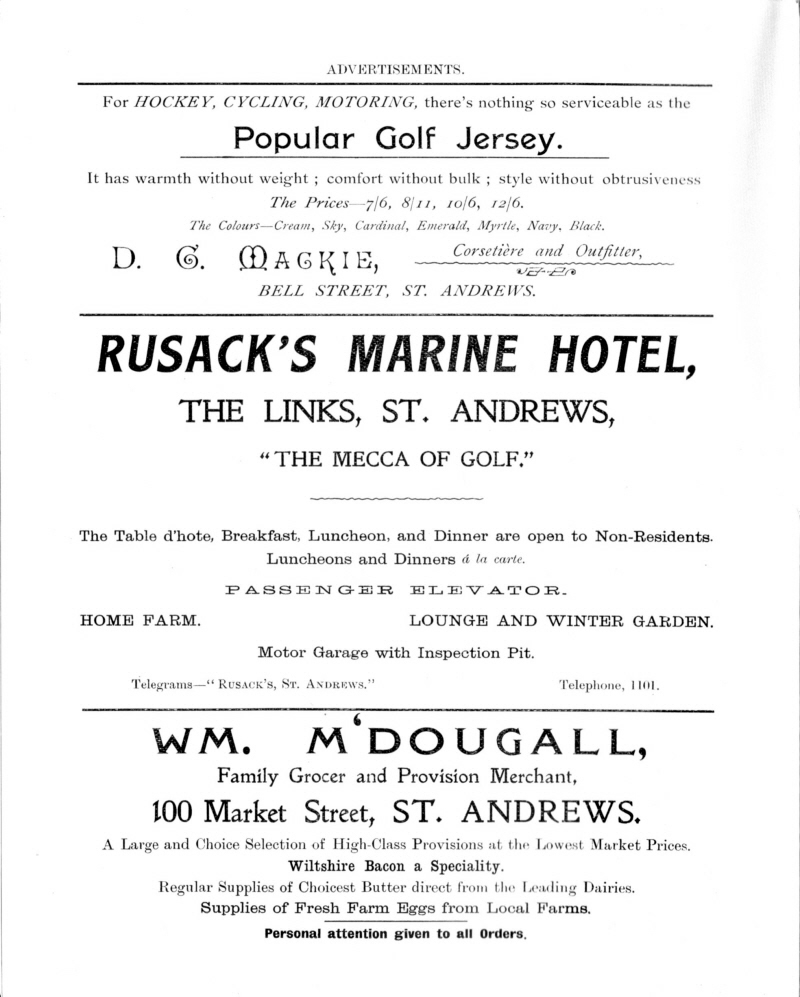 ADVERTISEMENTS.
For HOCKEY, CYCLING, MOTORING, there's nothing so serviceable as the
Popular Golf Jersey.
It has warmth without weight ; comfort without bulk ; style without obtrusiveness
The Prices—7/6, 8/11, 10/6, 12/6.
The Colours—Cream, Sky, Cardinal, Emerald, Myrtle, Navy, Black.
D. G. MACKIE, Corsetière and Outfitter,
BELL STREET, ST. ANDREWS.
RUSACK'S MARINE HOTEL,
THE LINKS, ST. ANDREWS,
"THE MECCA OF GOLF."
The Table d'hote, Breakfast, Luncheon, and Dinner are open to Non-Residents.
Luncheons and Dinners á la carte.
PASSENGER ELEVATOR.
HOME FARM. LOUNGE AND WINTER GARDEN.
Motor Garage with Inspection Pit.
Telegrams—"RUSACK'S, ST. ANDREWS." Telephone, 1101.
WM. M‘DOUGALL,
Family Grocer and Provision Merchant,
100 Market Street, ST. ANDREWS.
A Large and Choice Selection of High-Class Provisions at the Lowest Market Prices.
Wiltshire Bacon a Speciality.
Regular Supplies of Choicest Butter direct from the Leading Dairies.
Supplies of Fresh Farm Eggs from Local Farms.
Personal attention given to all Orders.